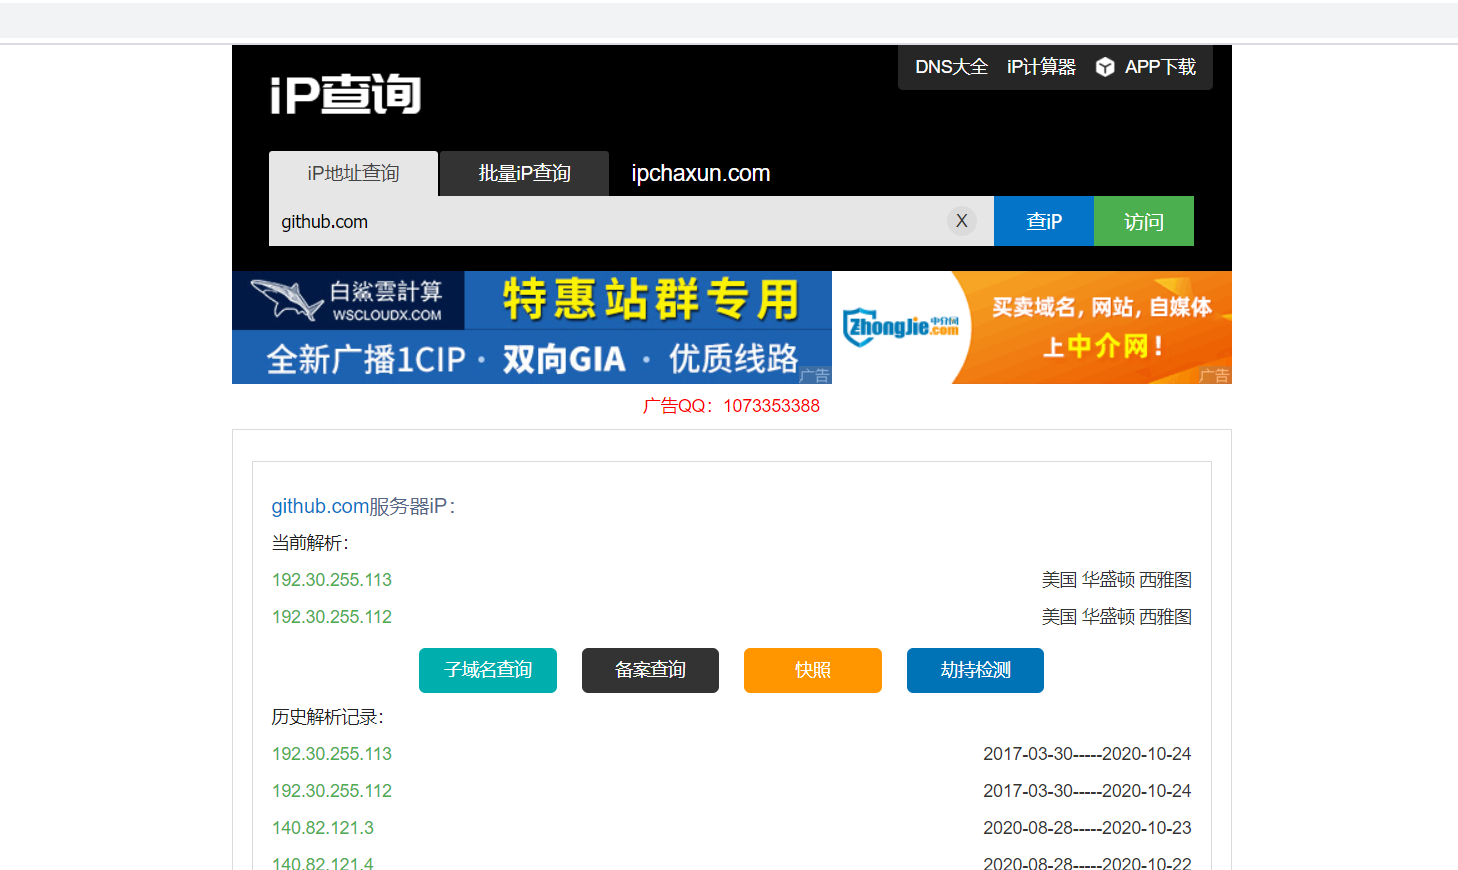 DNS大全 iP计算器 APP下载
iP查询
iP地址查询 批量iP查询 ipchaxun.com
github.com X 查iP 访问
白鯊雲計算
WSCLOUDX.COM
特惠站群专用
全新广播1CIP · 双向GIA · 优质线路
广告
ZhongJie.com 中介网
买卖域名，网站，自媒体
上中介网！
广告
广告QQ：1073353388
github.com服务器iP：
当前解析：
192.30.255.113 美国 华盛顿 西雅图
192.30.255.112 美国 华盛顿 西雅图
子域名查询 备案查询 快照 劫持检测
历史解析记录：
192.30.255.113 2017-03-30-----2020-10-24
192.30.255.112 2017-03-30-----2020-10-24
140.82.121.3 2020-08-28-----2020-10-23
140.82.121.4 2020-08-28-----2020-10-22